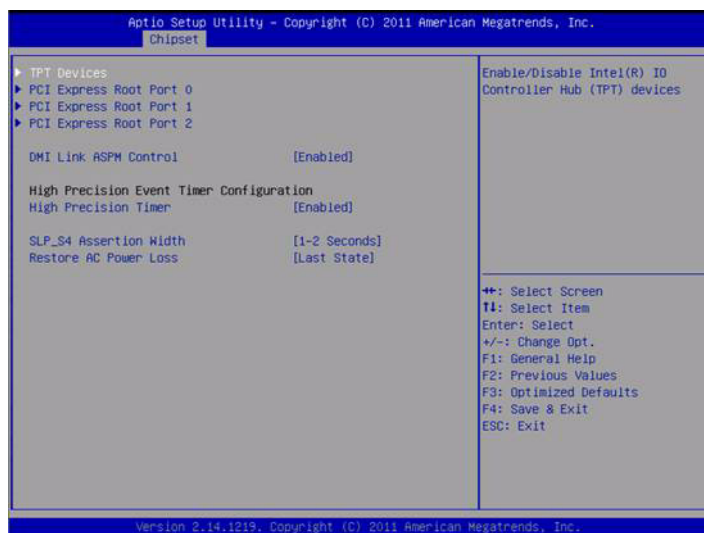 Aptio Setup Utility – Copyright (C) 2011 American Megatrends, Inc.
Chipset
▶ TPT Devices
▶ PCI Express Root Port 0
▶ PCI Express Root Port 1
▶ PCI Express Root Port 2
DMI Link ASPM Control [Enabled]
High Precision Event Timer Configuration
High Precision Timer [Enabled]
SLP_S4 Assertion Width [1-2 Seconds]
Restore AC Power Loss [Last State]
Enable/Disable Intel(R) IO
Controller Hub (TPT) devices
→←: Select Screen
↑↓: Select Item
Enter: Select
+/-: Change Opt.
F1: General Help
F2: Previous Values
F3: Optimized Defaults
F4: Save & Exit
ESC: Exit
Version 2.14.1219. Copyright (C) 2011 American Megatrends, Inc.